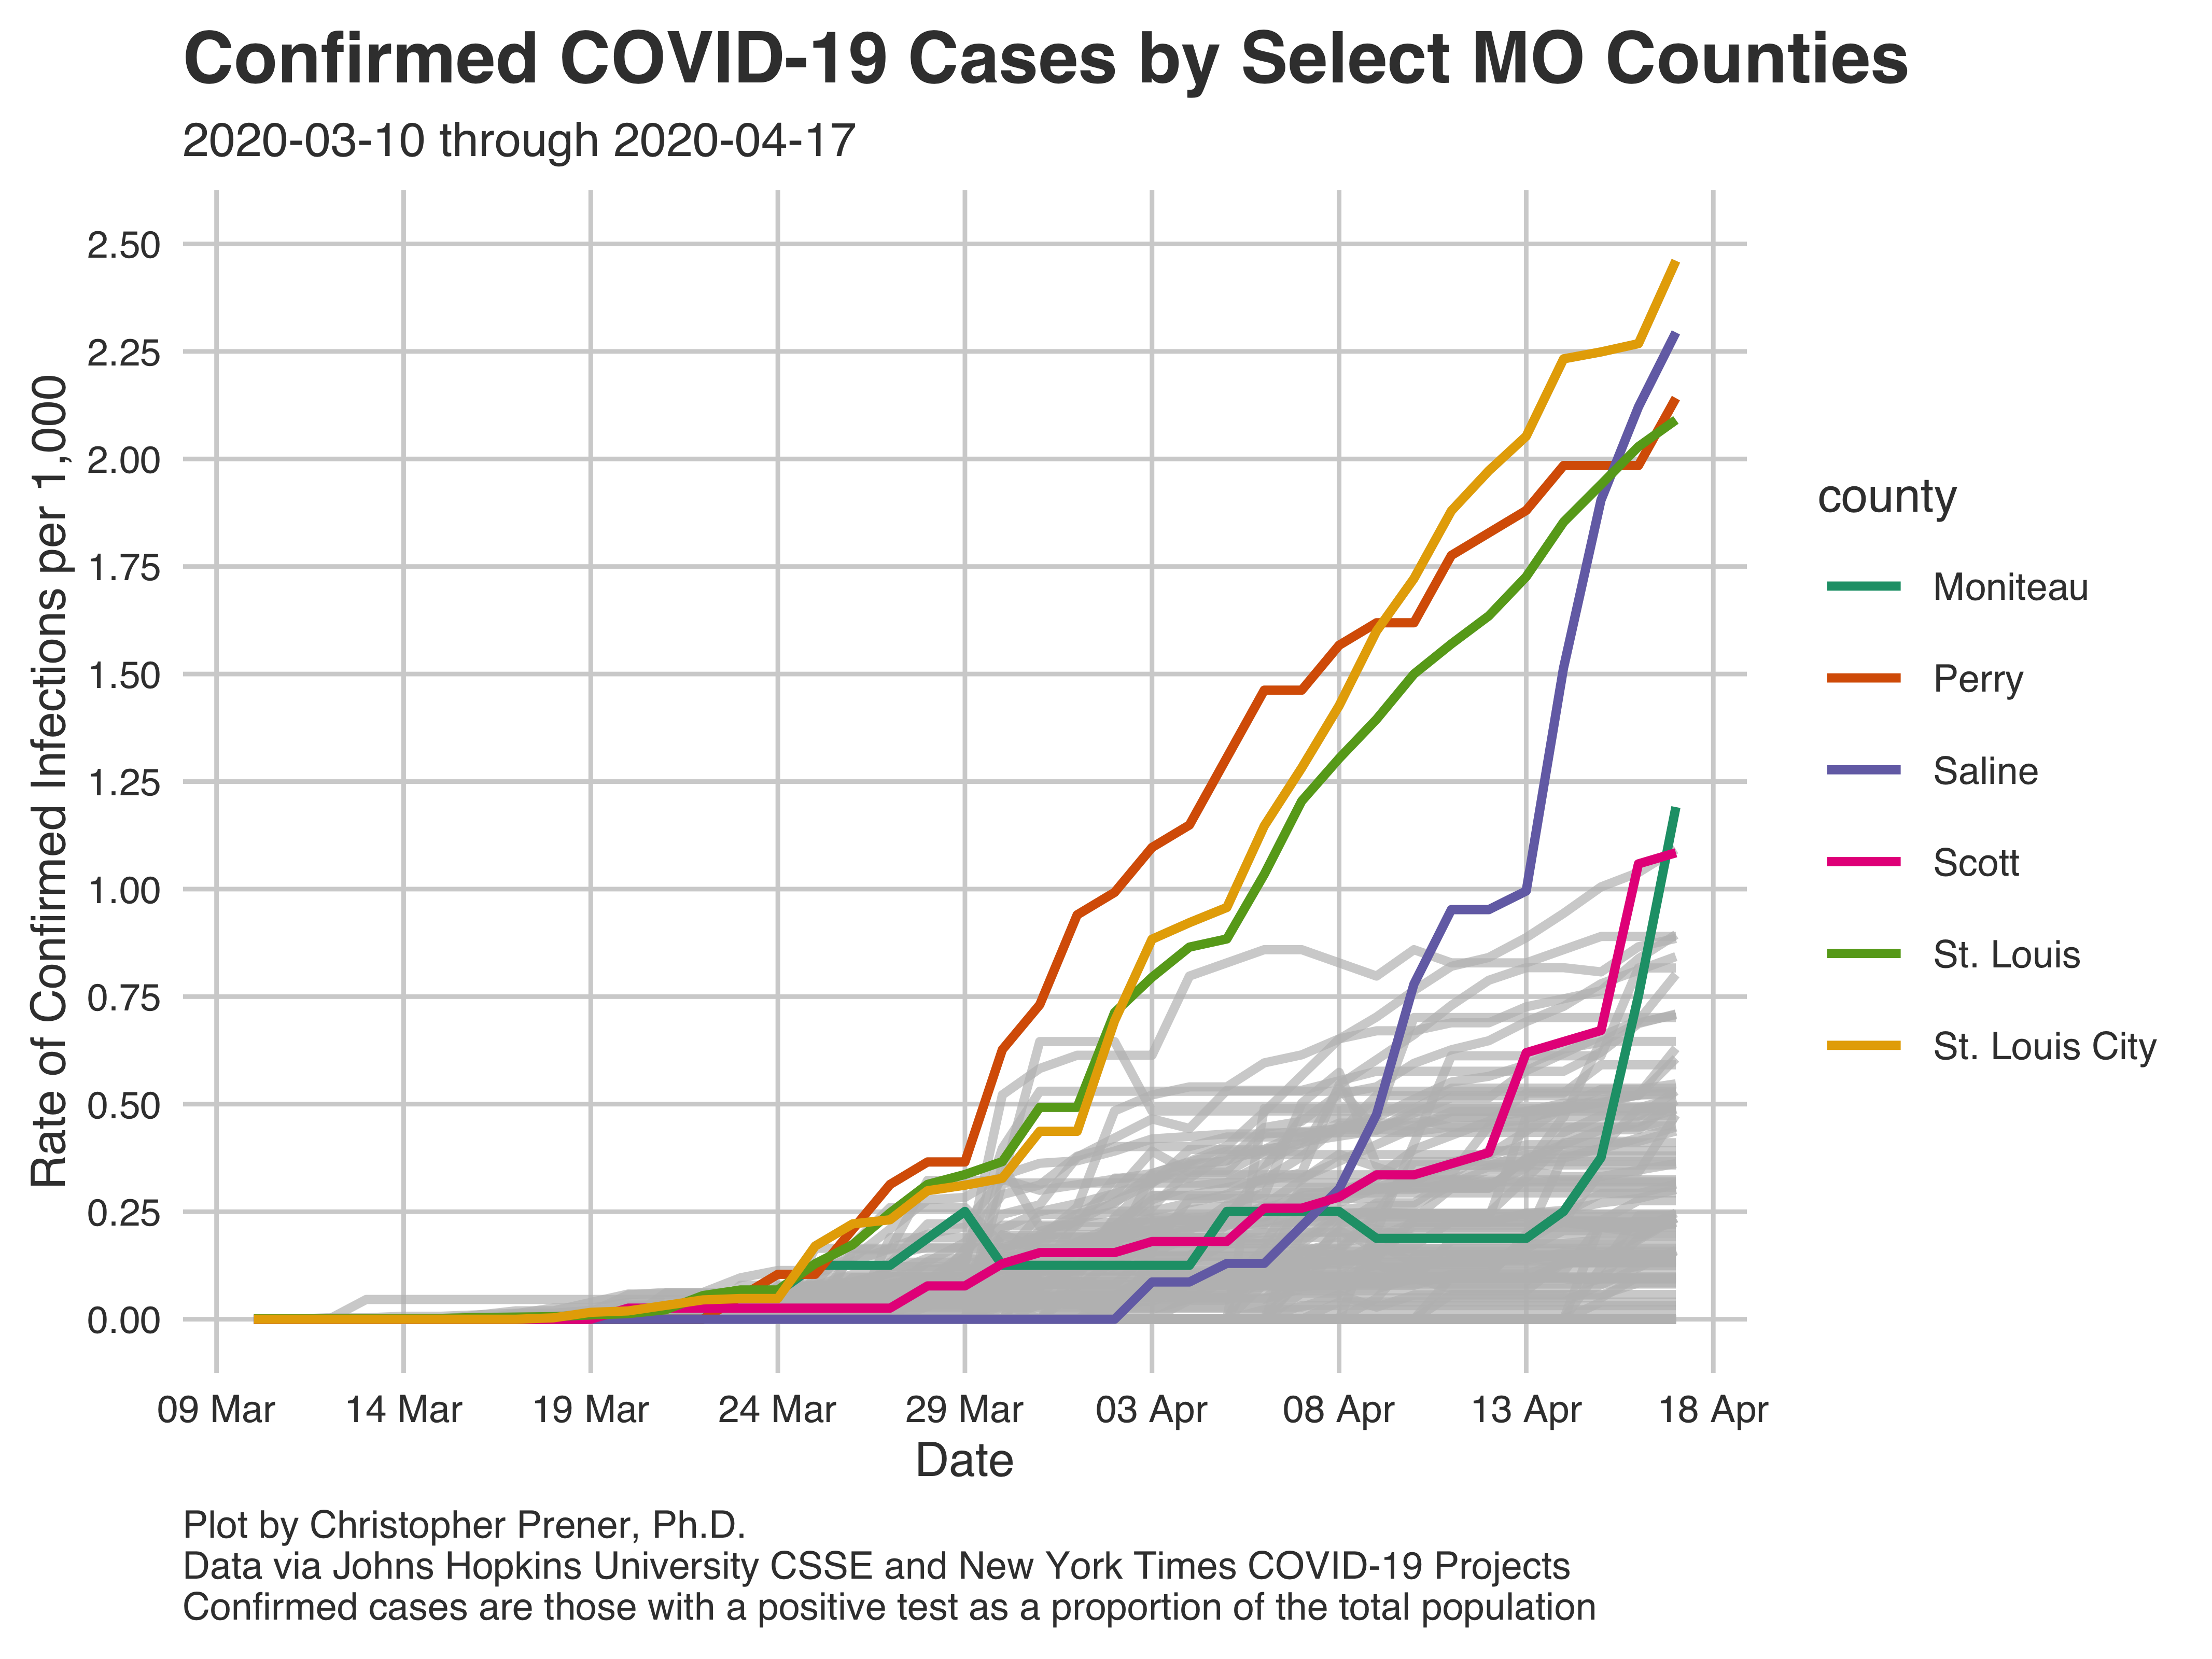 Confirmed COVID-19 Cases by Select MO Counties
2020-03-10 through 2020-04-17
Rate of Confirmed Infections per 1,000
2.50
2.25
2.00
1.75
1.50
1.25
1.00
0.75
0.50
0.25
0.00
09 Mar 14 Mar 19 Mar 24 Mar 29 Mar 03 Apr 08 Apr 13 Apr 18 Apr
Date
county
Moniteau
Perry
Saline
Scott
St. Louis
St. Louis City
Plot by Christopher Prener, Ph.D.
Data via Johns Hopkins University CSSE and New York Times COVID-19 Projects
Confirmed cases are those with a positive test as a proportion of the total population